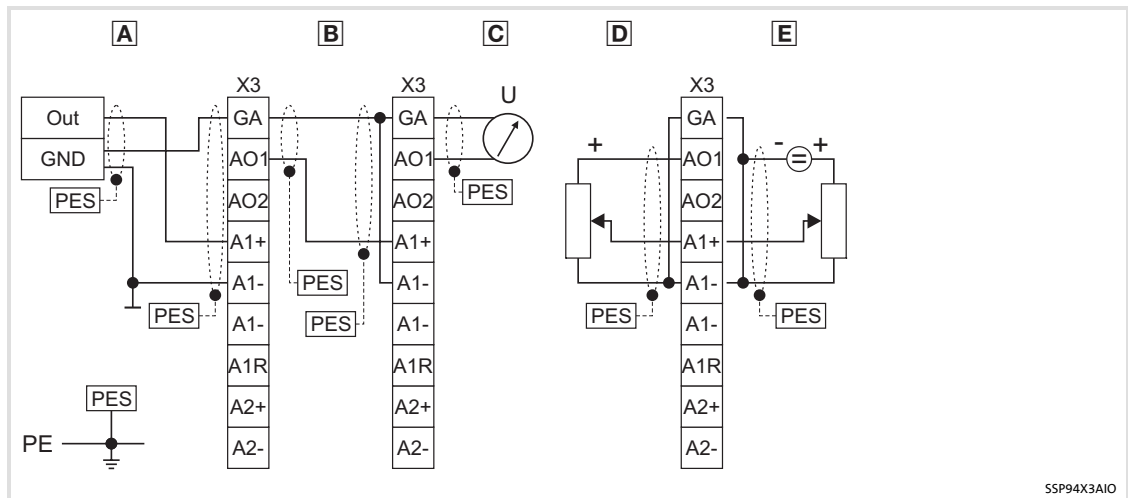 A B C D E
X3 X3 U X3
Out GA GA + GA - = +
GND AO1 AO1 AO1
PES AO2 AO2 PES AO2
A1+ A1+ A1+
A1- PES A1- A1-
PES A1- PES A1- PES A1- PES
A1R A1R A1R
PES A2+ A2+ A2+
PE A2- A2- A2-
SSP94X3AIO